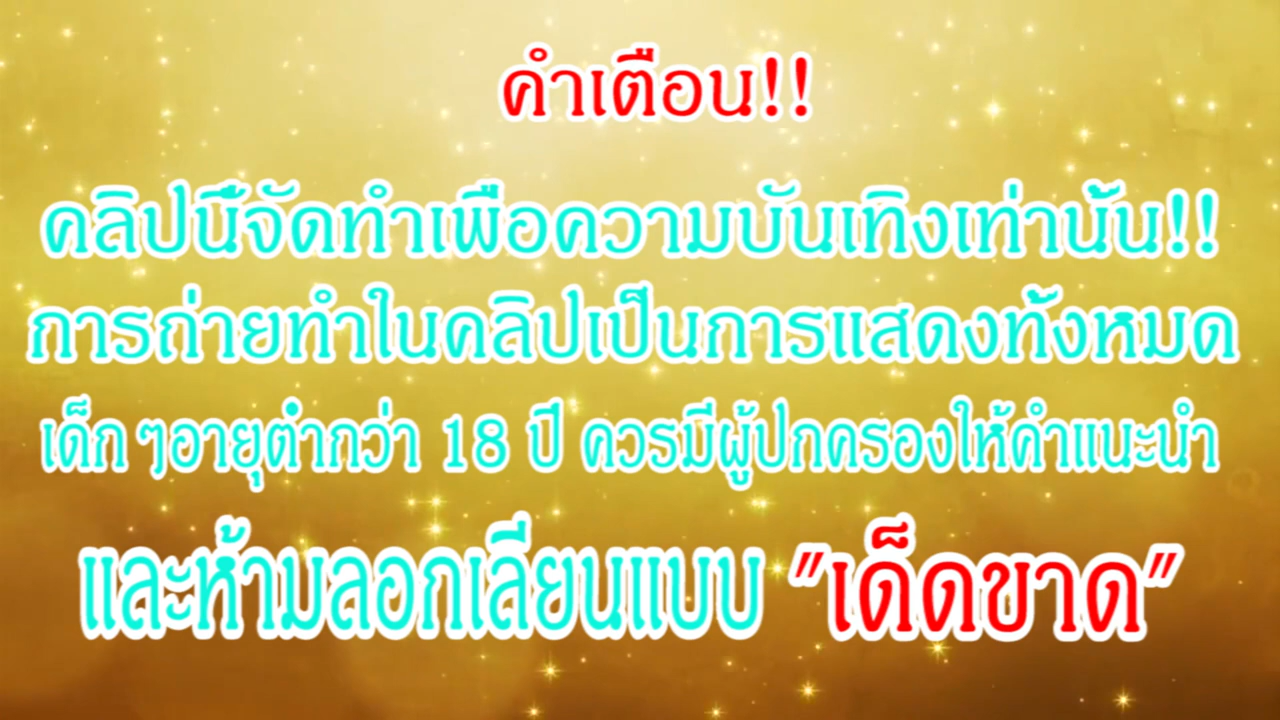 คำเตือน!!
คลิปนี้จัดทำเพื่อความบันเทิงเท่านั้น!!
การถ่ายทำในคลิปเป็นการแสดงทั้งหมด
เด็กๆอายุต่ำกว่า 18 ปี ควรมีผู้ปกครองให้คำแนะนำ
และห้ามลอกเลียนแบบ "เด็ดขาด"